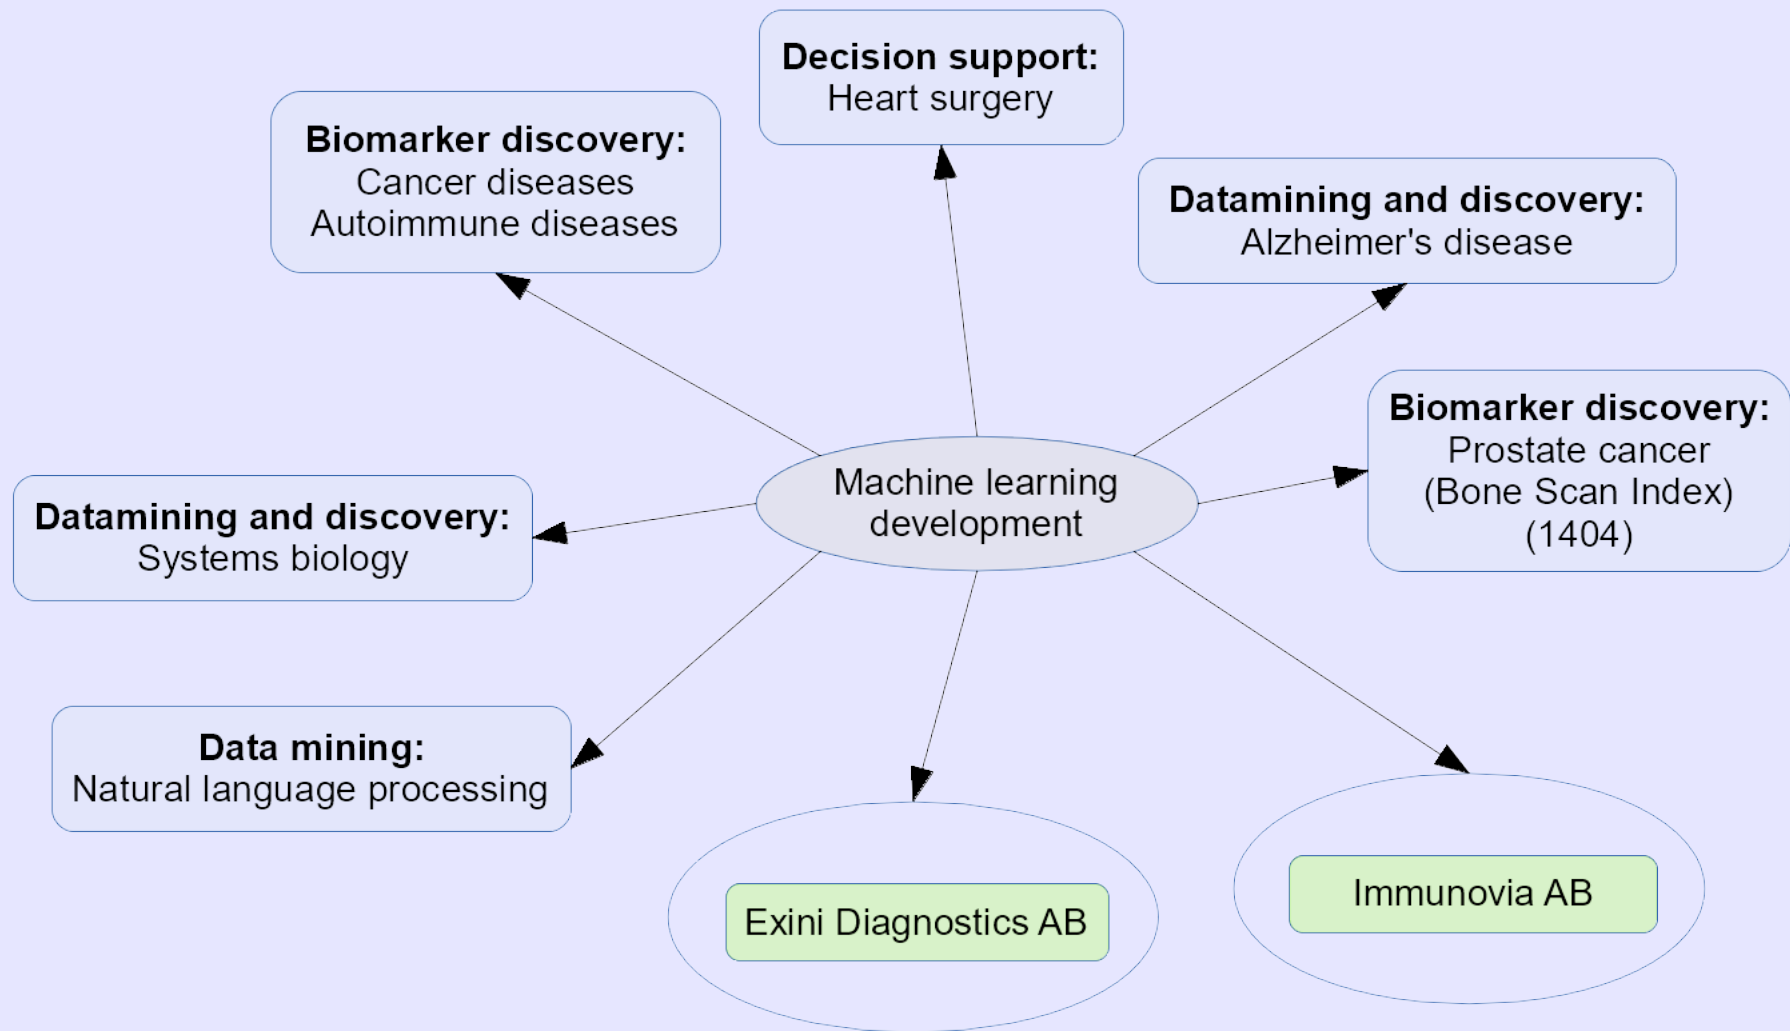 Decision support:
Heart surgery
Biomarker discovery:
Cancer diseases
Autoimmune diseases
Datamining and discovery:
Alzheimer's disease
Biomarker discovery:
Prostate cancer
(Bone Scan Index)
(1404)
Machine learning
development
Datamining and discovery:
Systems biology
Data mining:
Natural language processing
Exini Diagnostics AB
Immunovia AB